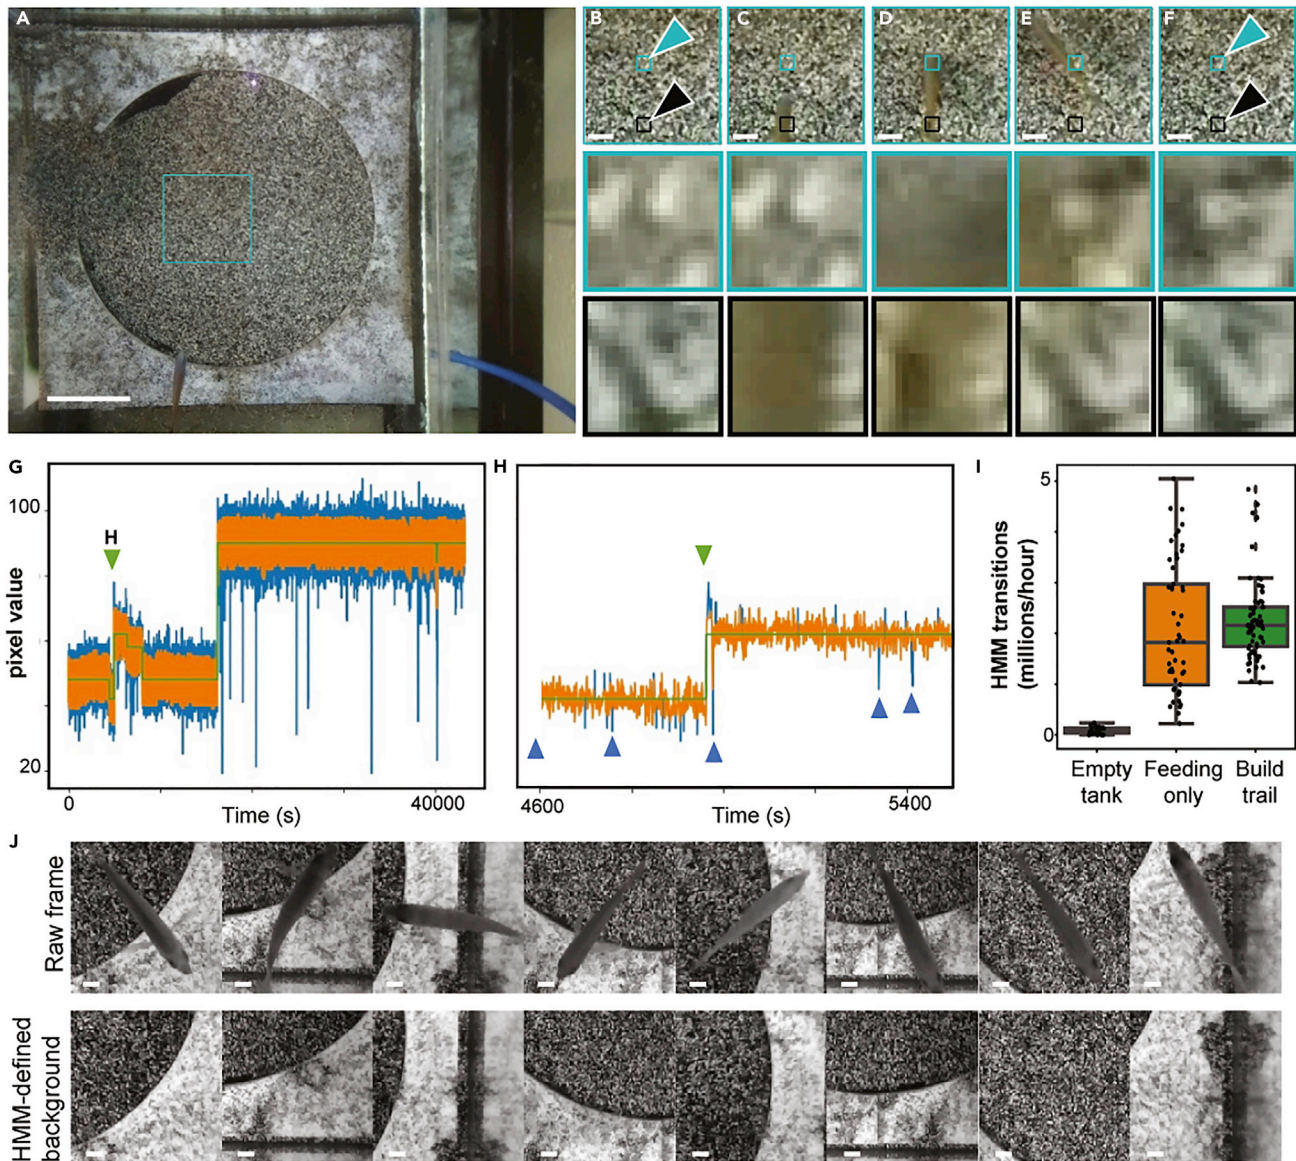 A
B
C
D
E
F
G
H
I
100
H
pixel value
20
0
40000
Time (s)
4600
5400
Time (s)
HMM transitions
(millions/hour)
5
0
Empty
tank
Feeding
only
Build
trail
J
Raw frame
HMM-defined
background